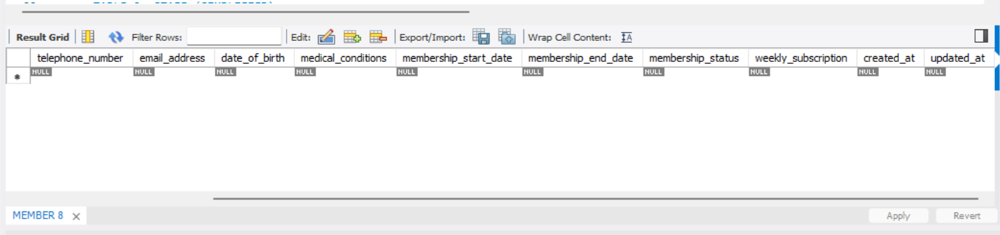 Result Grid Filter Rows: Edit: Export/Import: Wrap Cell Content:
telephone_number email_address date_of_birth medical_conditions membership_start_date membership_end_date membership_status weekly_subscription created_at updated_at
NULL NULL NULL NULL NULL NULL NULL NULL NULL NULL
MEMBER 8 Apply Revert